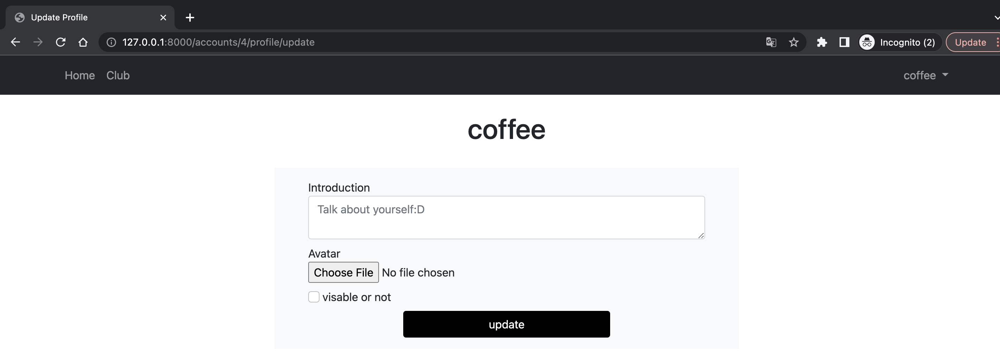 Update Profile
127.0.0.1:8000/accounts/4/profile/update
Incognito (2)
Update
Home
Club
coffee
coffee
Introduction
Talk about yourself:D
Avatar
Choose File No file chosen
visable or not
update